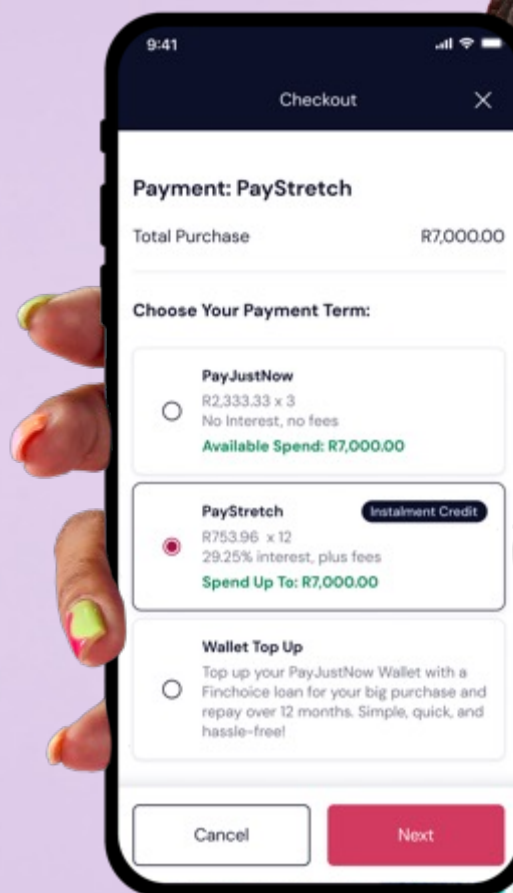 9:41
Checkout
Payment: PayStretch
Total Purchase R7,000.00
Choose Your Payment Term:
PayJustNow
R2,333.33 x 3
No Interest, no fees
Available Spend: R7,000.00
PayStretch Instalment Credit
R753.96 x 12
29.25% interest, plus fees
Spend Up To: R7,000.00
Wallet Top Up
Top up your PayJustNow Wallet with a
Finchoice loan for your big purchase and
repay over 12 months. Simple, quick, and
hassle-free!
Cancel Next